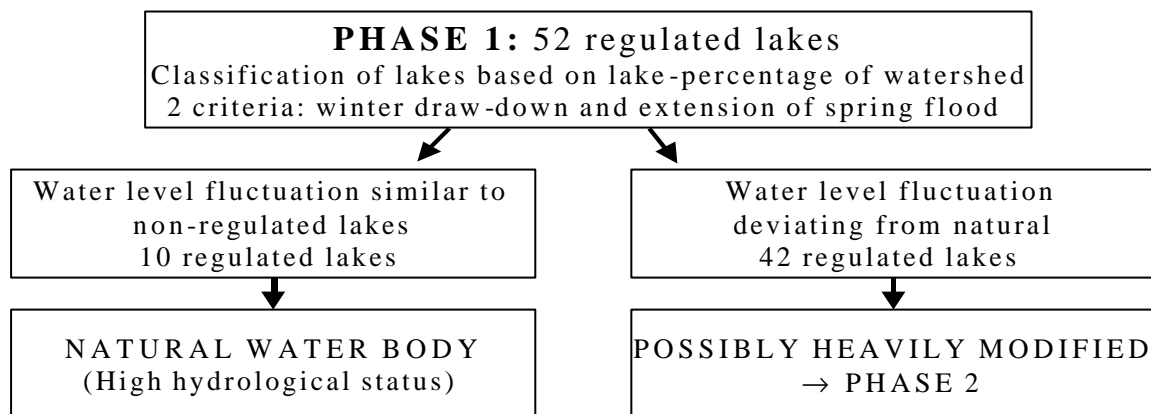 PHASE 1: 52 regulated lakes
Classification of lakes based on lake-percentage of watershed
2 criteria: winter draw-down and extension of spring flood
Water level fluctuation similar to
non-regulated lakes
10 regulated lakes
Water level fluctuation
deviating from natural
42 regulated lakes
NATURAL WATER BODY
(High hydrological status)
POSSIBLY HEAVILY MODIFIED
→ PHASE 2